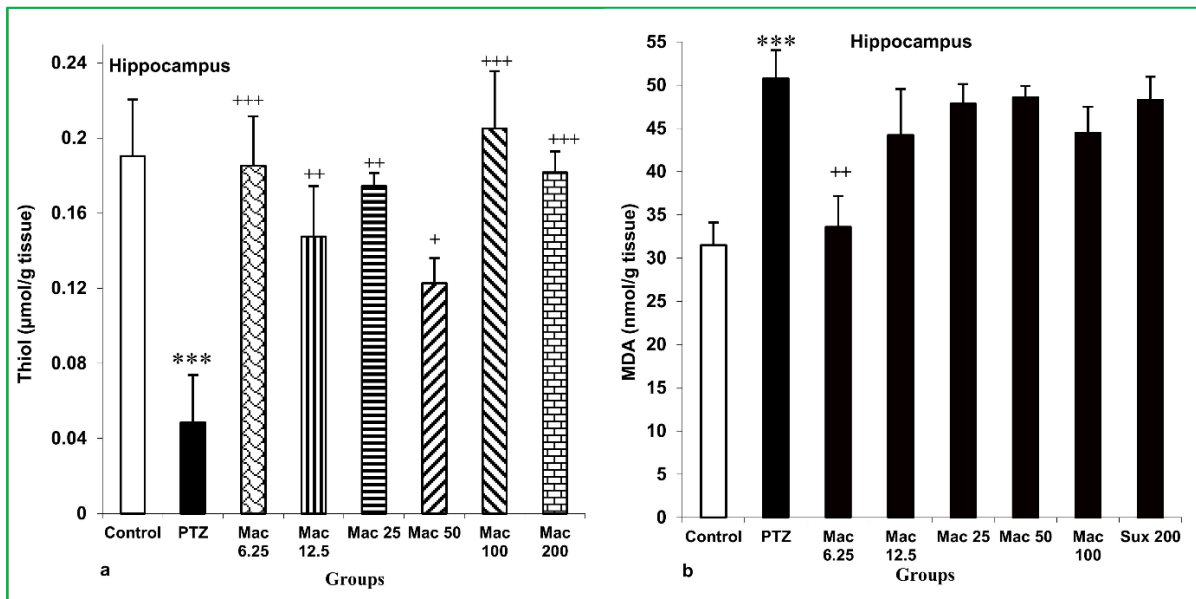 Hippocampus
Thiol (µmol/g tissue)
0.24
0.2
0.16
0.12
0.08
0.04
0
***
+++
++
++
+
+++
+++
Control PTZ Mac 6.25 Mac 12.5 Mac 25 Mac 50 Mac 100 Mac 200
a
Groups
Hippocampus
MDA (nmol/g tissue)
55
50
45
40
35
30
25
20
15
10
5
0
***
++
Control PTZ Mac 6.25 Mac 12.5 Mac 25 Mac 50 Mac 100 Sux 200
b
Groups